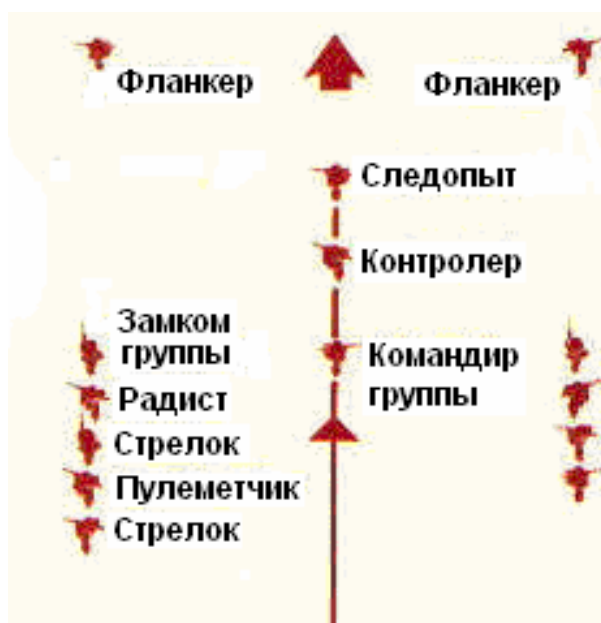 Фланкер
Фланкер
Следопыт
Контролер
Замком
группы
Командир
группы
Радист
Стрелок
Пулеметчик
Стрелок